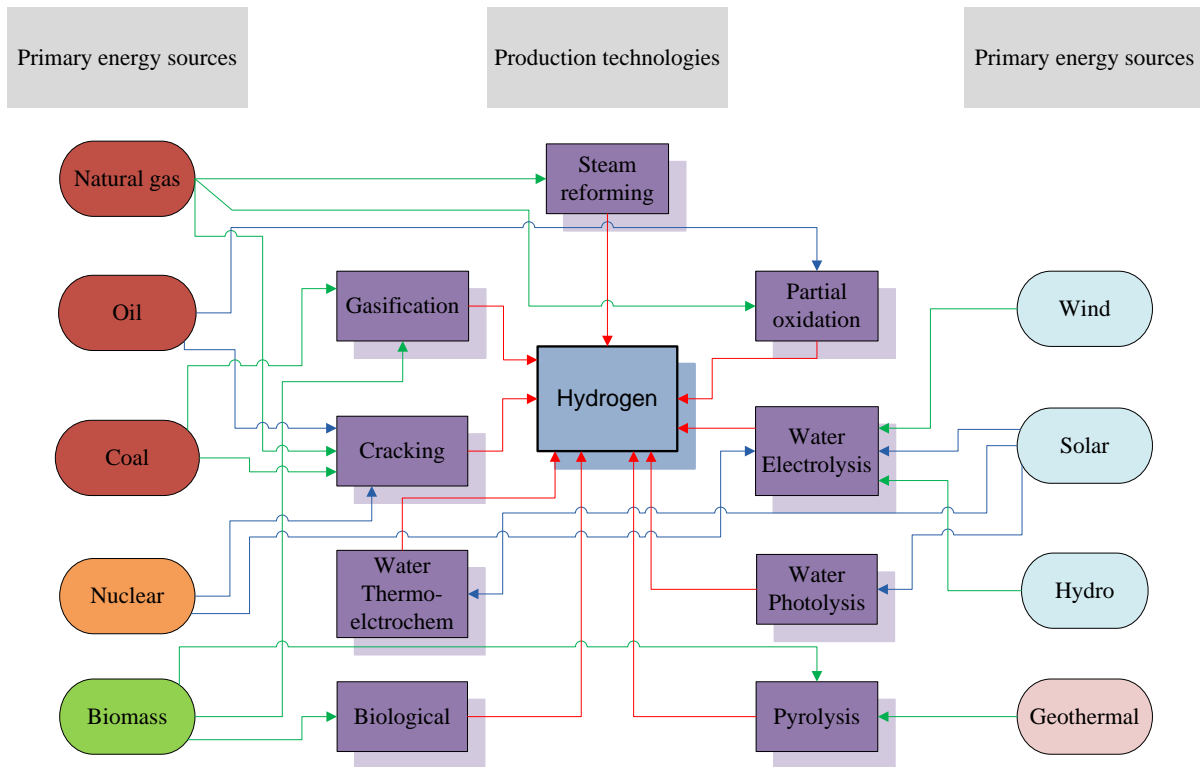 Primary energy sources
Production technologies
Primary energy sources
Natural gas
Steam
reforming
Oil
Gasification
Partial
oxidation
Wind
Hydrogen
Coal
Cracking
Water
Electrolysis
Solar
Nuclear
Water
Thermo-
elctrochem
Water
Photolysis
Hydro
Biomass
Biological
Pyrolysis
Geothermal